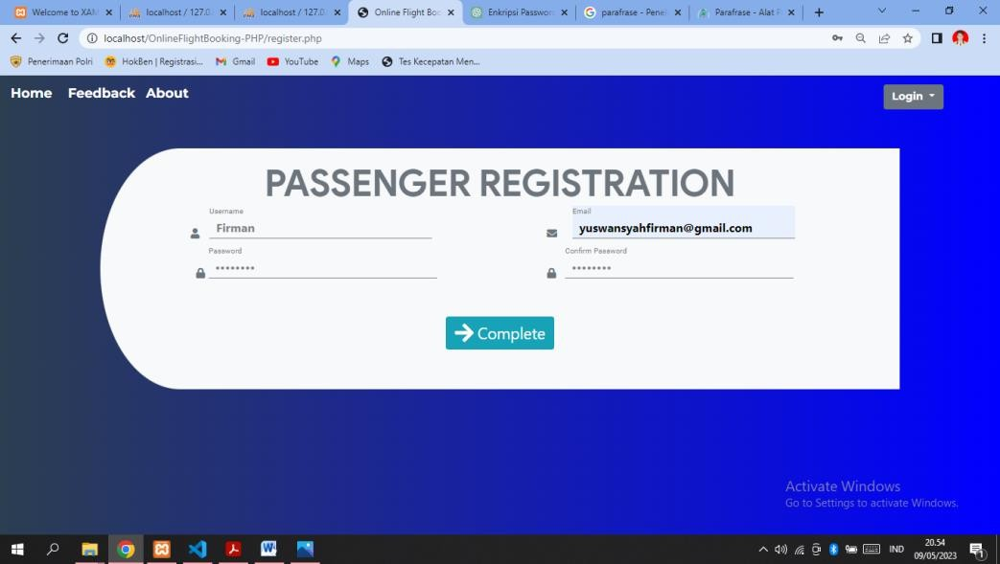 Welcome to XAM
localhost / 127.0.
localhost / 127.0.
Online Flight Boo
Enkripsi Password
parafrase - Penel
Parafrase - Alat P
localhost/OnlineFlightBooking-PHP/register.php
Penerimaan Polri
HokBen | Registrasi...
Gmail
YouTube
Maps
Tes Kecepatan Men...
Home Feedback About
Login
PASSENGER REGISTRATION
Username
Email
Firman
yuswansyahfirman@gmail.com
Password
Confirm Password
Complete
Activate Windows
Go to Settings to activate Windows.
IND
20.54
09/05/2023
1